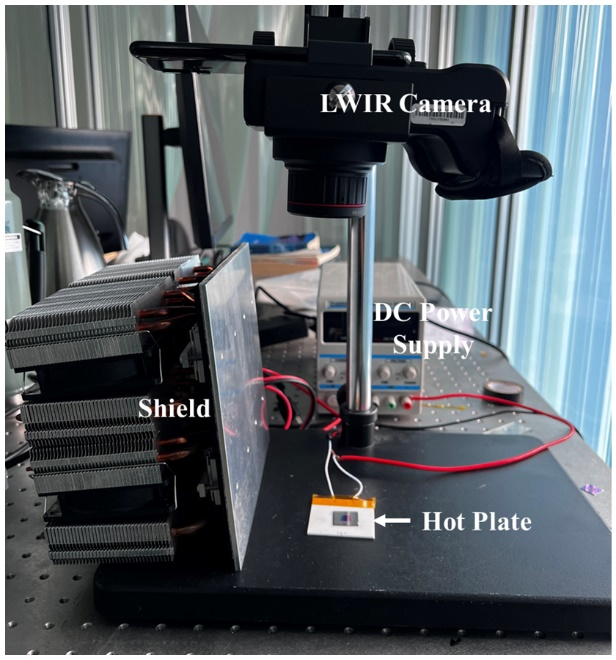 LWIR Camera
DC Power
Supply
Shield
Hot Plate